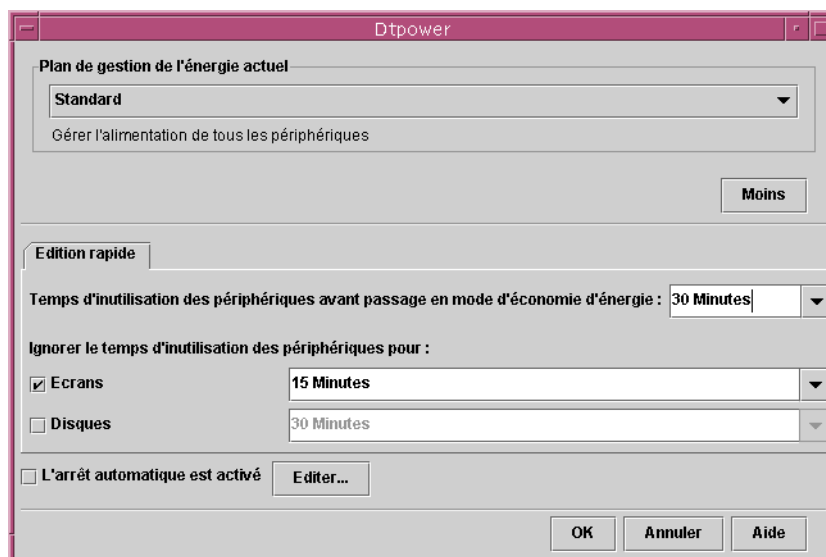 Dtpower
Plan de gestion de l'énergie actuel
Standard
Gérer l'alimentation de tous les périphériques
Moins
Edition rapide
Temps d'inutilisation des périphériques avant passage en mode d'économie d'énergie : 30 Minutes
Ignorer le temps d'inutilisation des périphériques pour :
Ecrans 15 Minutes
Disques 30 Minutes
L'arrêt automatique est activé Editer...
OK Annuler Aide